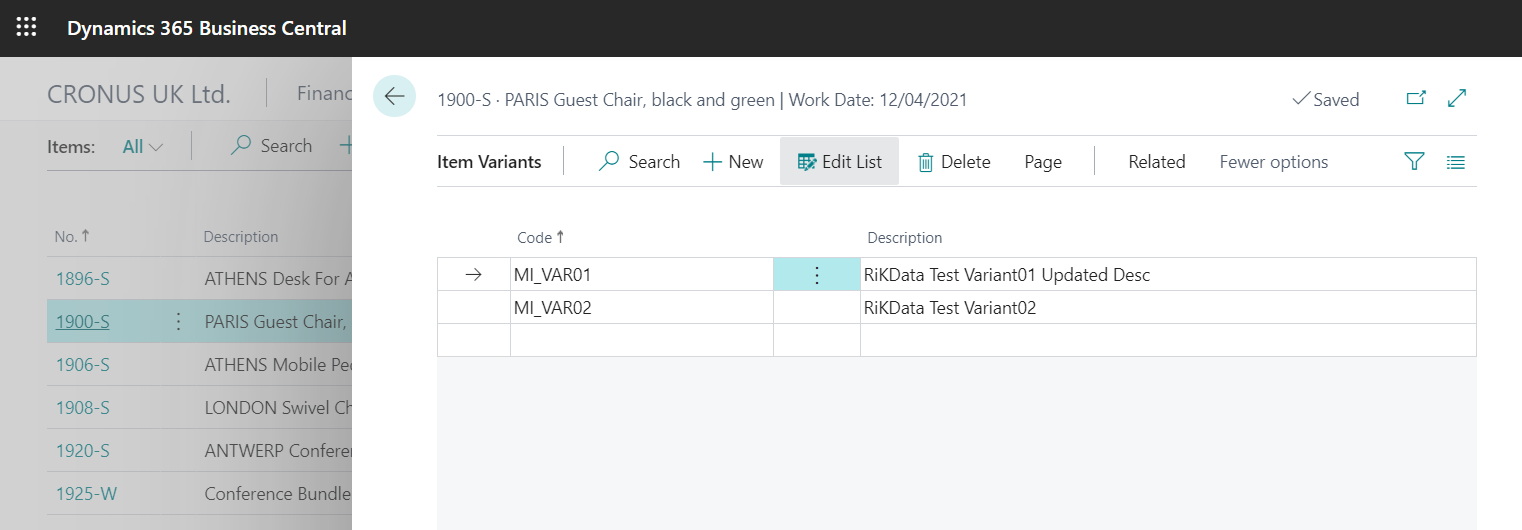 Dynamics 365 Business Central
CRONUS UK Ltd. Financ
Items: All Search
No. Description
1896-S ATHENS Desk For A
1900-S PARIS Guest Chair,
1906-S ATHENS Mobile Pe
1908-S LONDON Swivel Ch
1920-S ANTWERP Confere
1925-W Conference Bundle
1900-S · PARIS Guest Chair, black and green | Work Date: 12/04/2021 Saved
Item Variants Search New Edit List Delete Page Related Fewer options
Code Description
MI_VAR01 RiKData Test Variant01 Updated Desc
MI_VAR02 RiKData Test Variant02